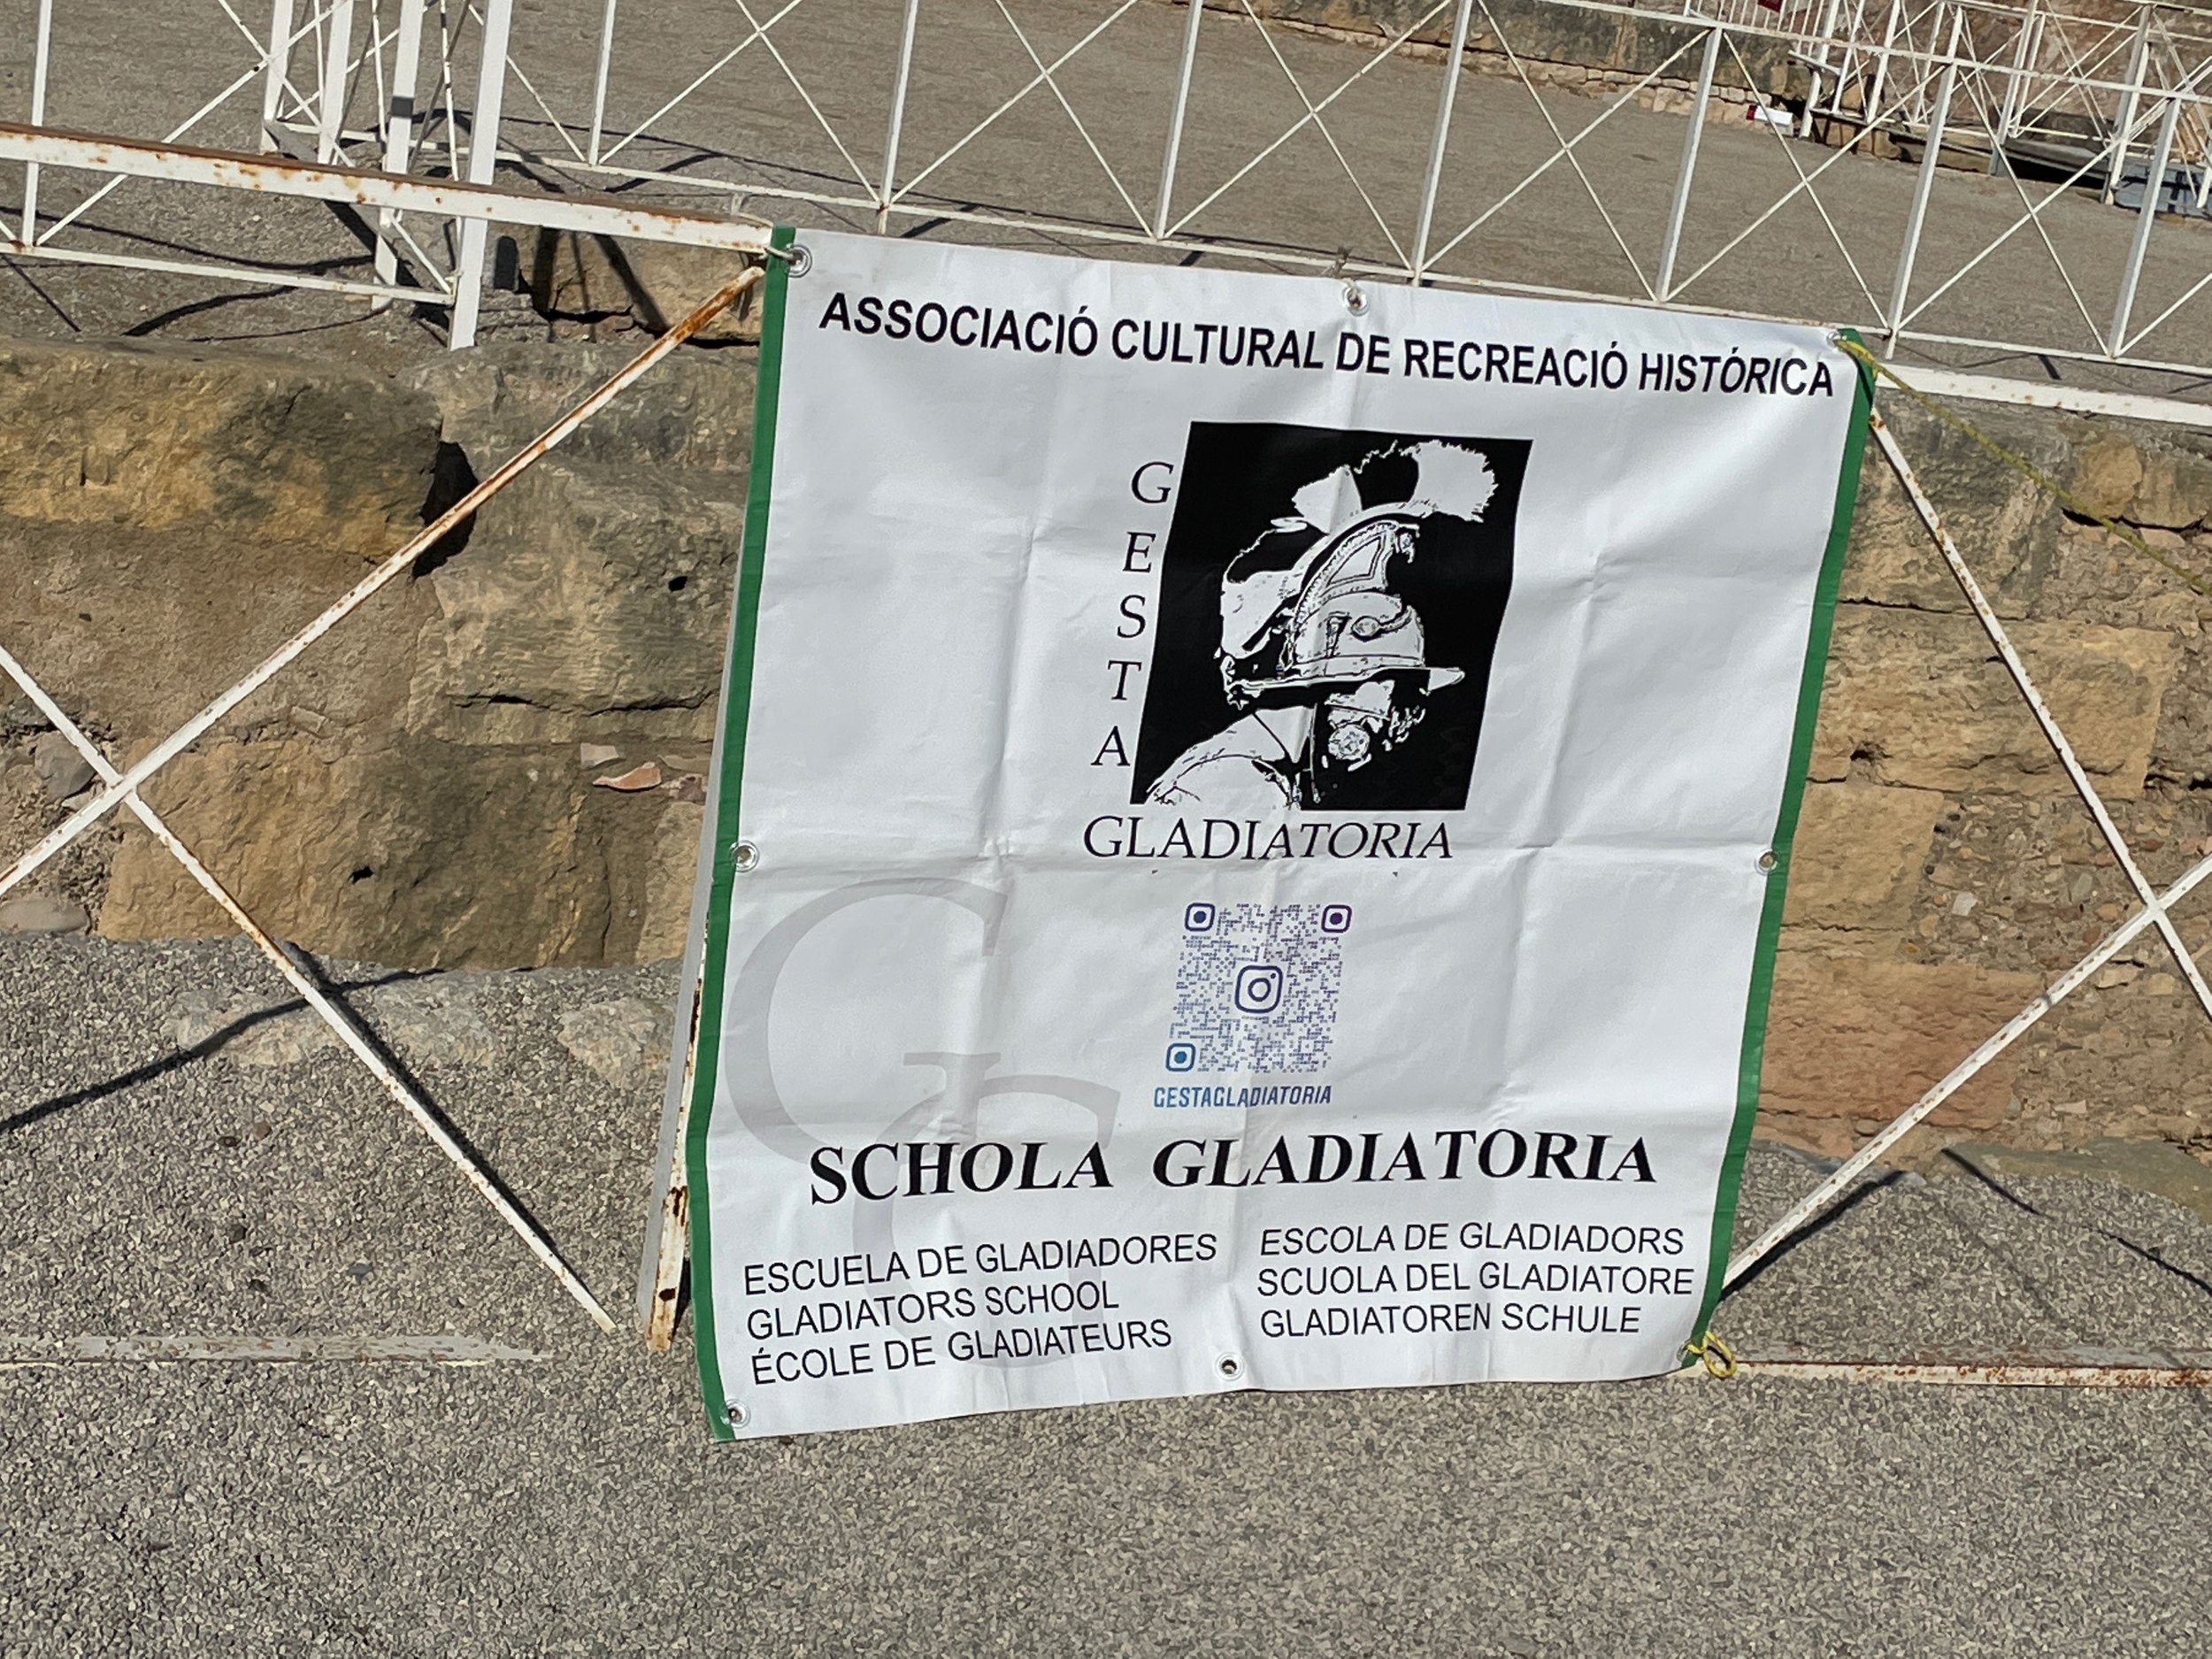 ASSOCIACIÓ CULTURAL DE RECREACIÓ HISTÓRICA
GESTA
GLADIATORIA
GESTAGLADIATORIA
SCHOLA GLADIATORIA
ESCUELA DE GLADIADORES
GLADIATORS SCHOOL
ÉCOLE DE GLADIATEURS
ESCOLA DE GLADIADORS
SCUOLA DEL GLADIATORE
GLADIATOREN SCHULE